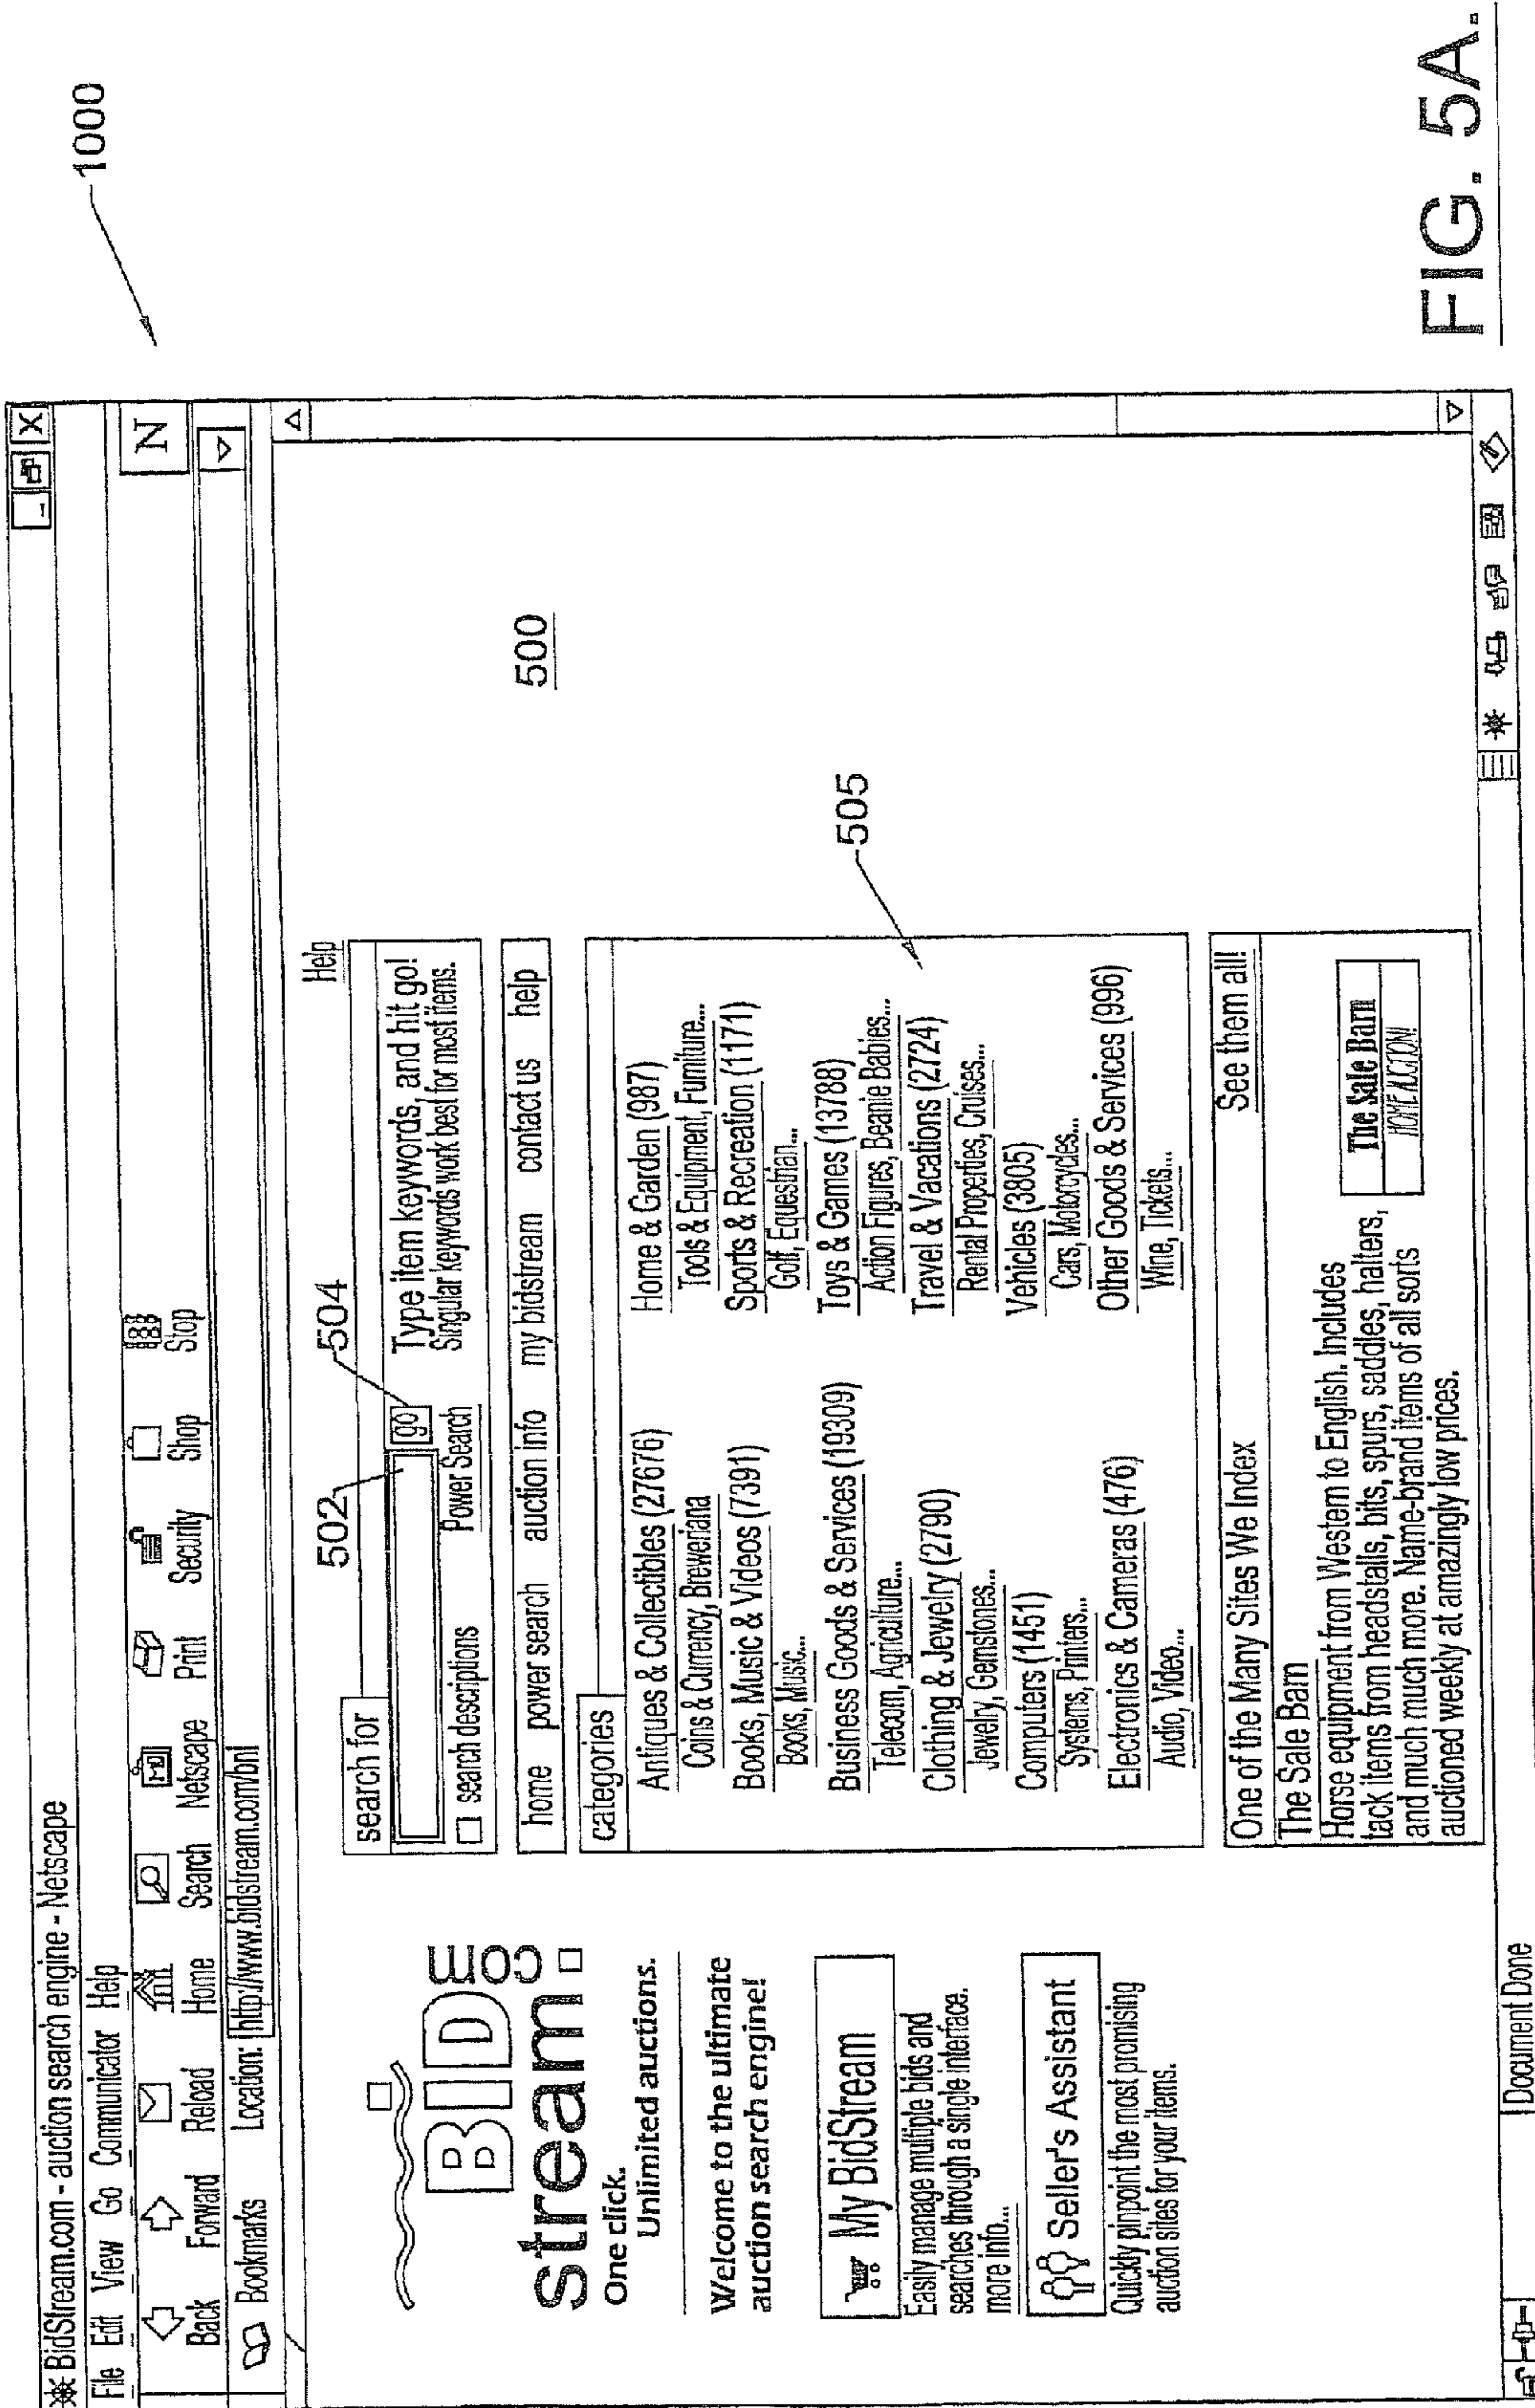 1000
BidStream.com - auction search engine - Netscape
File Edit View Go Communicator Help
N
Back Forward Reload Home Search Netscape Print Security Shop Stop
Bookmarks Location: http://www.bidstream.com/bnl
BID
stream.com
One click.
Unlimited auctions.
Welcome to the ultimate
auction search engine!
My BidStream
Easily manage multiple bids and
searches through a single interface.
more info...
Seller's Assistant
Quickly pinpoint the most promising
auction sites for your items.
502
504
Help
search for
go
Type item keywords, and hit go!
Singular keywords work best for most items.
search descriptions Power Search
home power search auction info my bidstream contact us help
categories
Antiques & Collectibles (27676)
Coins & Currency, Breweriana
Books, Music & Videos (7391)
Books, Music...
Business Goods & Services (19309)
Telecom, Agriculture...
Clothing & Jewelry (2790)
Jewelry, Gemstones...
Computers (1451)
Systems, Printers...
Electronics & Cameras (476)
Audio, Video...
Home & Garden (987)
Tools & Equipment, Furniture...
Sports & Recreation (1171)
Golf, Equestrian...
Toys & Games (13788)
Action Figures, Beanie Babies...
Travel & Vacations (2724)
Rental Properties, Cruises...
Vehicles (3805)
Cars, Motorcycles...
Other Goods & Services (996)
Wine, Tickets...
505
500
One of the Many Sites We Index See them all!
The Sale Barn
Horse equipment from Western to English. Includes
tack items from headstalls, bits, spurs, saddles, halters,
and much much more. Name-brand items of all sorts
auctioned weekly at amazingly low prices.
The Sale Barn
HOME AUCTION!
Document Done
FIG. 5A.